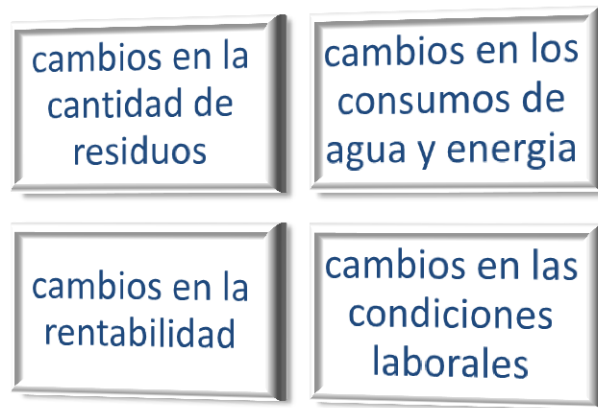 cambios en la
cantidad de
residuos
cambios en los
consumos de
agua y energia
cambios en la
rentabilidad
cambios en las
condiciones
laborales